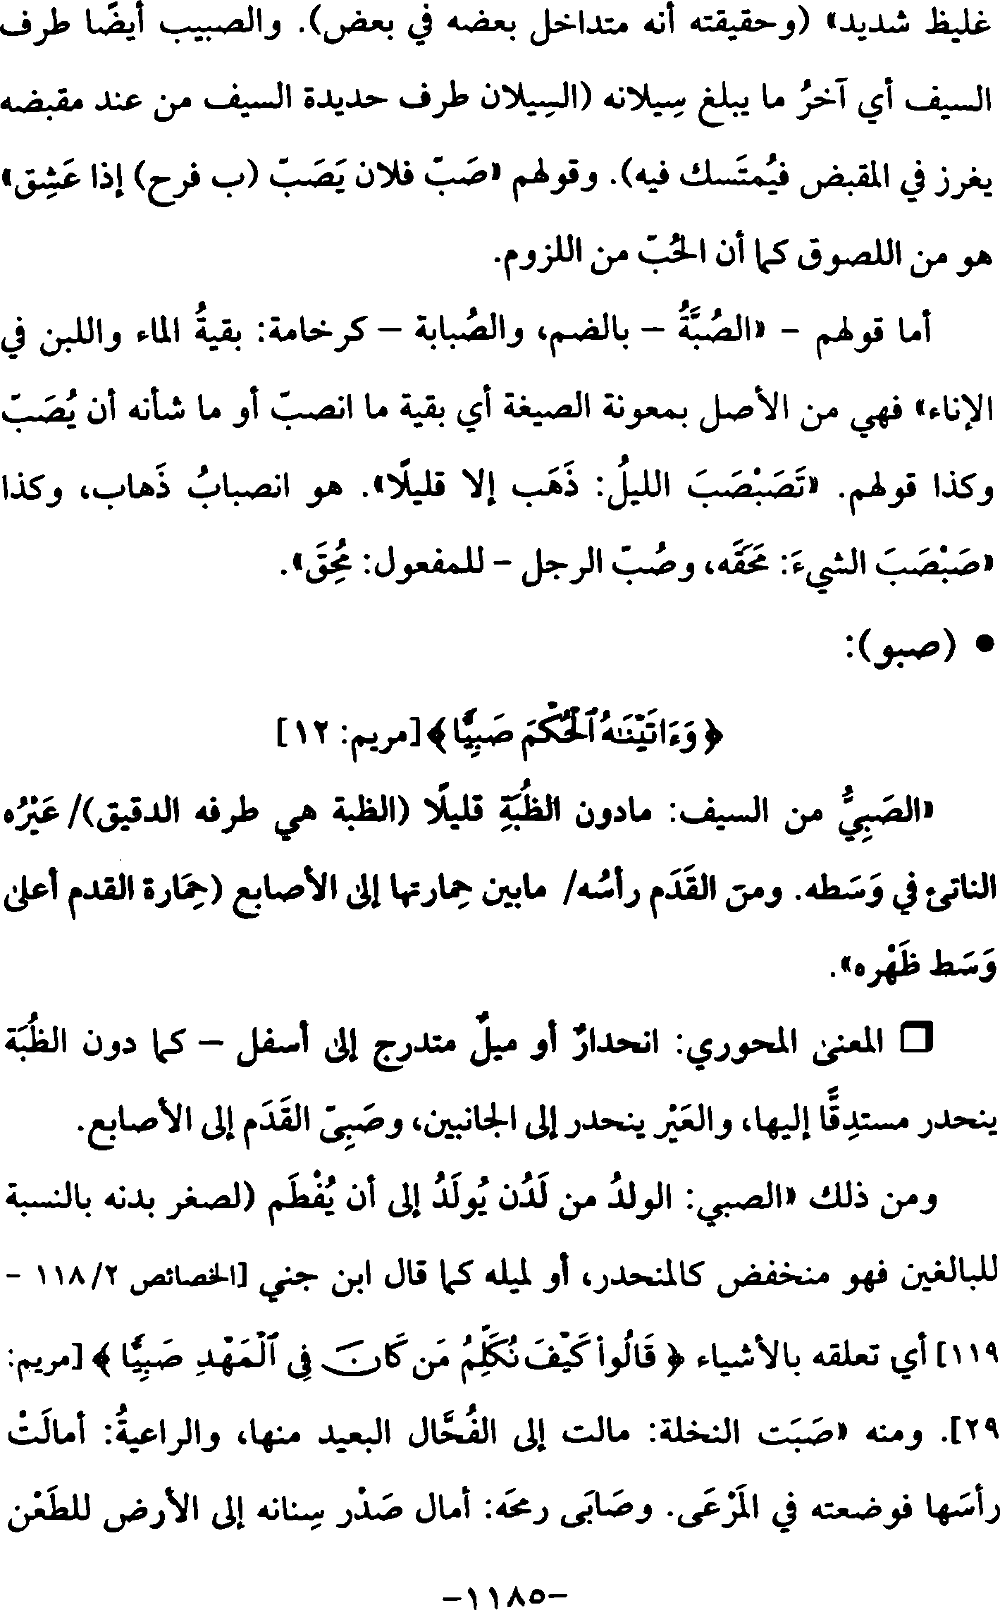 غليظ شديد» (وحقيقته أنه متداخل بعضه في بعض). والصبيب أيضًا طرف
السيف أي آخرُ ما يبلغ سِيلانه (السِيلان طرف حديدة السيف من عند مقبضه
يغرز في المقبض فيُمتَسك فيه). وقولهم «صَبّ فلان يَصَبّ (ب فرح) إذا عَشِق»
هو من اللصوق كما أن الحُبّ من اللزوم.
أما قولهم – «الصُبَّةُ – بالضم، والصُبابة – كرخامة: بقيةُ الماء واللبن في
الإناء» فهي من الأصل بمعونة الصيغة أي بقية ما انصبّ أو ما شأنه أن يُصَبّ
وكذا قولهم. «تَصَبْصَبَ الليلُ: ذَهَب إلا قليلًا». هو انصبابُ ذَهاب، وكذا
«صَبْصَبَ الشيءَ: مَحَقَه، وصُبّ الرجل – للمفعول: مُحِقَ».
● (صبو):
﴿وَءَاتَيْنَٰهُ ٱلْحُكْمَ صَبِيًّا﴾ [مريم: ١٢]
«الصَبِيُّ من السيف: مادون الظُبَةِ قليلًا (الظبة هي طرفه الدقيق)/ عَيْرُه
الناتئ في وَسَطه. ومن القَدَم رأسُه/ مابين حِمارتها إلى الأصابع (حِمَارة القدم أعلى
وَسَط ظَهْره».
❒ المعنى المحوري: انحدارٌ أو ميلٌ متدرج إلى أسفل – كما دون الظُبَة
ينحدر مستدِقًّا إليها، والعَيْر ينحدر إلى الجانبين، وصَبِىّ القَدَم إلى الأصابع.
ومن ذلك «الصبي: الولدُ من لَدُن يُولَدُ إلى أن يُفْطَم (لصغر بدنه بالنسبة
للبالغين فهو منخفض كالمنحدر، أو لميله كما قال ابن جني [الخصائص ١١٨/٢ –
١١٩] أي تعلقه بالأشياء ﴿قَالُوا۟ كَيْفَ نُكَلِّمُ مَن كَانَ فِى ٱلْمَهْدِ صَبِيًّا﴾ [مريم:
٢٩]. ومنه «صَبَت النخلة: مالت إلى الفُحَّال البعيد منها، والراعيةُ: أمالَتْ
رأسَها فوضعته في المَرْعَى. وصَابَى رمحَه: أمال صَدْر سِنانه إلى الأرض للطَعْن
–١١٨٥–